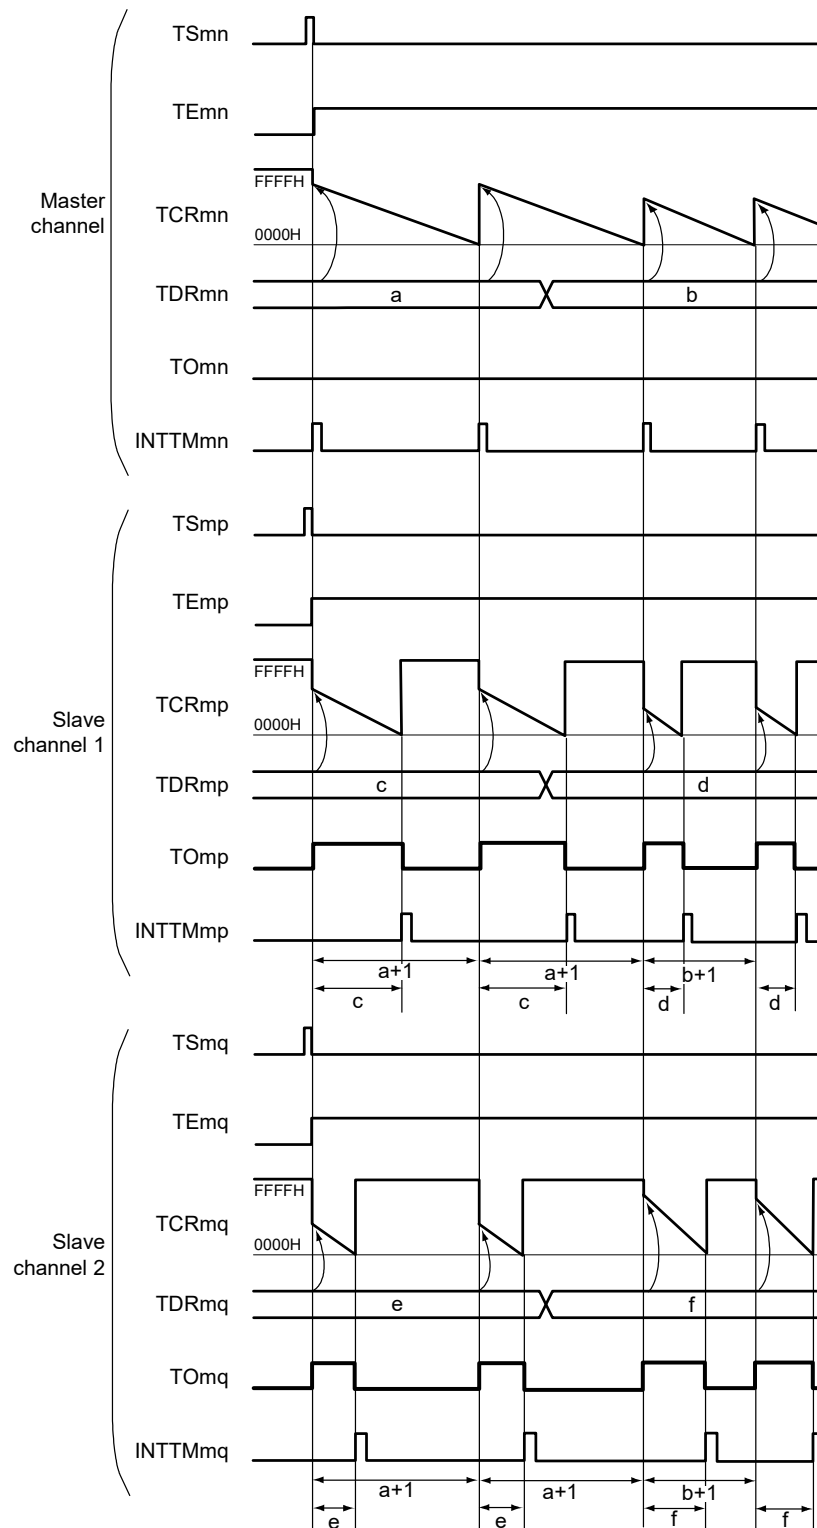 TSmn
TEmn
FFFFH
Master
channel
TCRmn
0000H
TDRmn
a
b
TOmn
INTTMmn
TSmp
TEmp
FFFFH
TCRmp
Slave
channel 1
0000H
TDRmp
c
d
TOmp
INTTMmp
a+1
a+1
b+1
c
c
d
d
TSmq
TEmq
FFFFH
TCRmq
Slave
channel 2
0000H
TDRmq
e
f
TOmq
INTTMmq
a+1
a+1
b+1
e
e
f
f